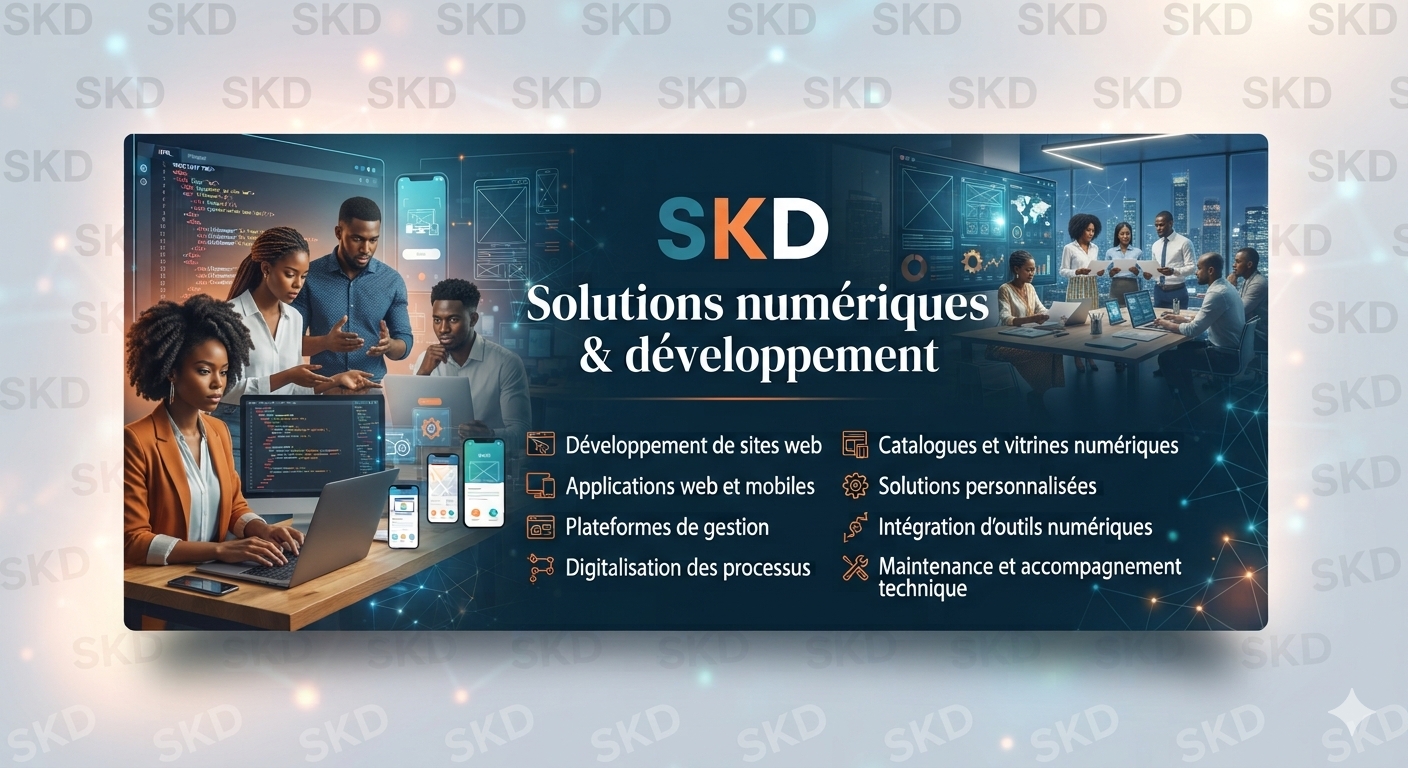 SKD
Solutions numériques
& développement
Développement de sites web
Applications web et mobiles
Plateformes de gestion
Digitalisation des processus
Catalogues et vitrines numériques
Solutions personnalisées
Intégration d'outils numériques
Maintenance et accompagnement
technique